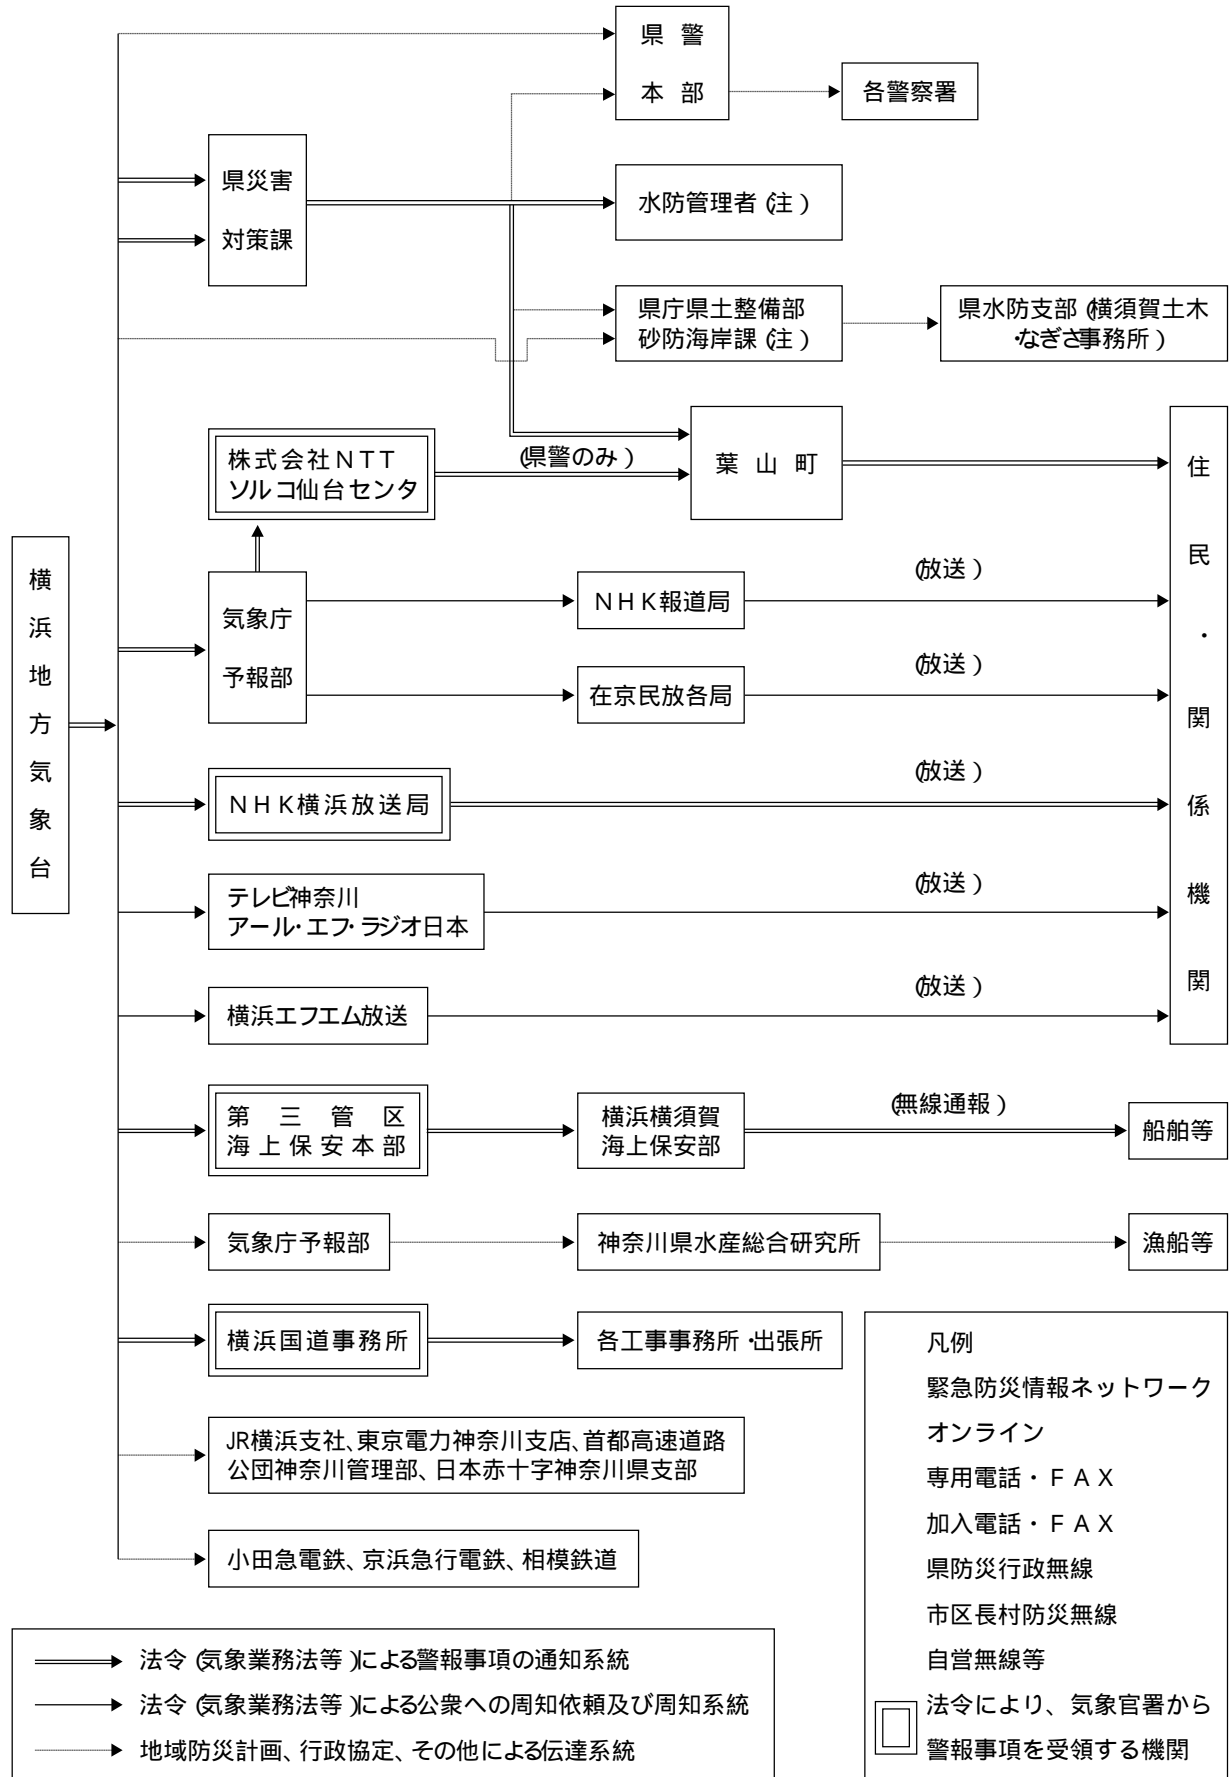 県 警
本 部
各警察署
県災害
対策課
水防管理者（注）
県庁県土整備部
砂防海岸課（注）
県水防支部（横須賀土木
・なぎさ事務所）
株式会社ＮＴＴ
ソルコ仙台センタ
（県警のみ）
葉 山 町
住民・関係機関
横浜地方気象台
気象庁
予報部
ＮＨＫ報道局
（放送）
在京民放各局
（放送）
ＮＨＫ横浜放送局
（放送）
テレビ神奈川
アール・エフ・ラジオ日本
（放送）
横浜エフエム放送
（放送）
第 三 管 区
海上保安本部
横浜横須賀
海上保安部
（無線通報）
船舶等
気象庁予報部
神奈川県水産総合研究所
漁船等
横浜国道事務所
各工事事務所・出張所
JR横浜支社、東京電力神奈川支店、首都高速道路
公団神奈川管理部、日本赤十字神奈川県支部
小田急電鉄、京浜急行電鉄、相模鉄道
凡例
緊急防災情報ネットワーク
オンライン
専用電話・ＦＡＸ
加入電話・ＦＡＸ
県防災行政無線
市区長村防災無線
自営無線等
法令により、気象官署から
警報事項を受領する機関
法令（気象業務法等）による警報事項の通知系統
法令（気象業務法等）による公衆への周知依頼及び周知系統
地域防災計画、行政協定、その他による伝達系統